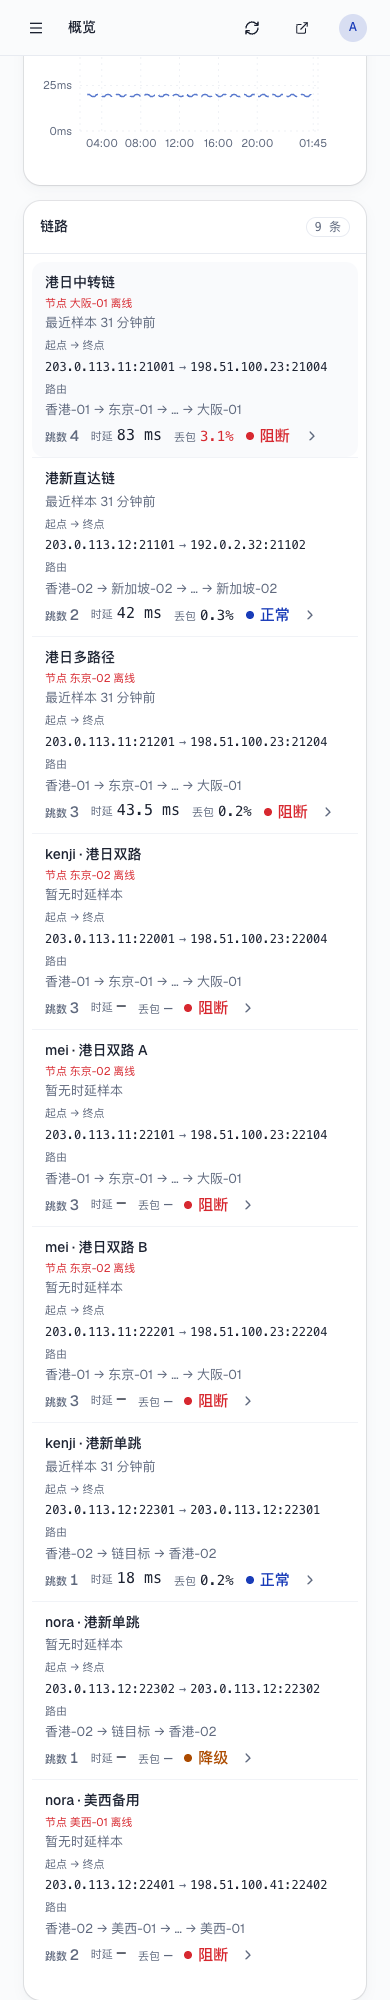 概览
A
25ms
0ms
04:00 08:00 12:00 16:00 20:00 01:45
链路
9 条
港日中转链
节点 大阪-01 离线
最近样本 31 分钟前
起点 → 终点
203.0.113.11:21001 → 198.51.100.23:21004
路由
香港-01 → 东京-01 → … → 大阪-01
跳数 4 时延 83 ms 丢包 3.1% 阻断
港新直达链
最近样本 31 分钟前
起点 → 终点
203.0.113.12:21101 → 192.0.2.32:21102
路由
香港-02 → 新加坡-02 → … → 新加坡-02
跳数 2 时延 42 ms 丢包 0.3% 正常
港日多路径
节点 东京-02 离线
最近样本 31 分钟前
起点 → 终点
203.0.113.11:21201 → 198.51.100.23:21204
路由
香港-01 → 东京-01 → … → 大阪-01
跳数 3 时延 43.5 ms 丢包 0.2% 阻断
kenji · 港日双路
节点 东京-02 离线
暂无时延样本
起点 → 终点
203.0.113.11:22001 → 198.51.100.23:22004
路由
香港-01 → 东京-01 → … → 大阪-01
跳数 3 时延 — 丢包 — 阻断
mei · 港日双路 A
节点 东京-02 离线
暂无时延样本
起点 → 终点
203.0.113.11:22101 → 198.51.100.23:22104
路由
香港-01 → 东京-01 → … → 大阪-01
跳数 3 时延 — 丢包 — 阻断
mei · 港日双路 B
节点 东京-02 离线
暂无时延样本
起点 → 终点
203.0.113.11:22201 → 198.51.100.23:22204
路由
香港-01 → 东京-01 → … → 大阪-01
跳数 3 时延 — 丢包 — 阻断
kenji · 港新单跳
最近样本 31 分钟前
起点 → 终点
203.0.113.12:22301 → 203.0.113.12:22301
路由
香港-02 → 链目标 → 香港-02
跳数 1 时延 18 ms 丢包 0.2% 正常
nora · 港新单跳
暂无时延样本
起点 → 终点
203.0.113.12:22302 → 203.0.113.12:22302
路由
香港-02 → 链目标 → 香港-02
跳数 1 时延 — 丢包 — 降级
nora · 美西备用
节点 美西-01 离线
暂无时延样本
起点 → 终点
203.0.113.12:22401 → 198.51.100.41:22402
路由
香港-02 → 美西-01 → … → 美西-01
跳数 2 时延 — 丢包 — 阻断